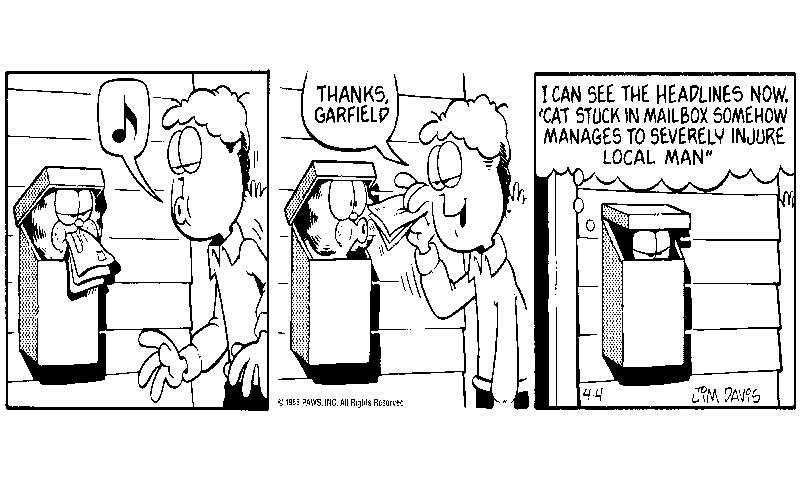 THANKS,
GARFIELD
© 1988 PAWS, INC. All Rights Reserved
I CAN SEE THE HEADLINES NOW.
"CAT STUCK IN MAILBOX SOMEHOW
MANAGES TO SEVERELY INJURE
LOCAL MAN"
4-4
JIM DAVIS